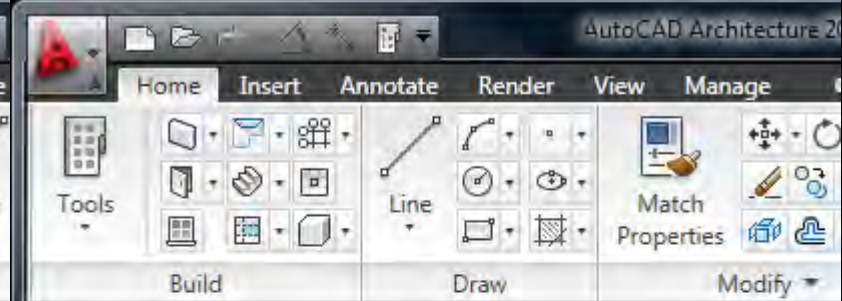 AutoCAD Architecture 20
Home Insert Annotate Render View Manage
Tools
Line
Match
Properties
Build Draw Modify